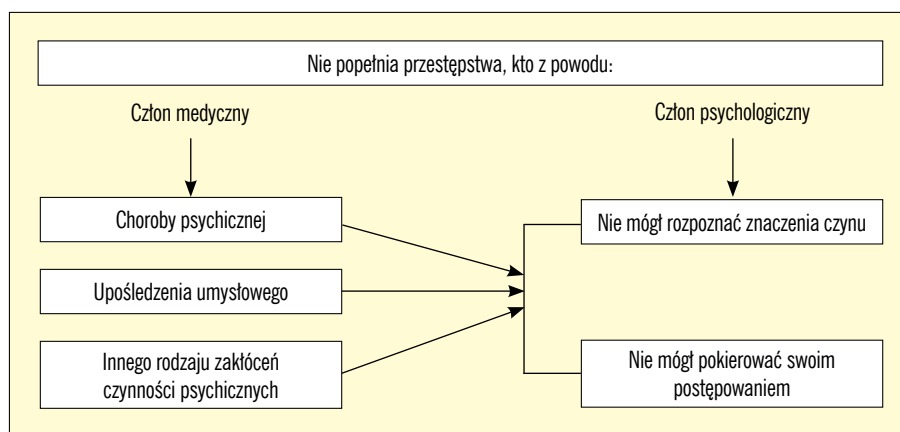 Nie popełnia przestępstwa, kto z powodu:
Człon medyczny
Człon psychologiczny
Choroby psychicznej
Nie mógł rozpoznać znaczenia czynu
Upośledzenia umysłowego
Innego rodzaju zakłóceń
czynności psychicznych
Nie mógł pokierować swoim
postępowaniem